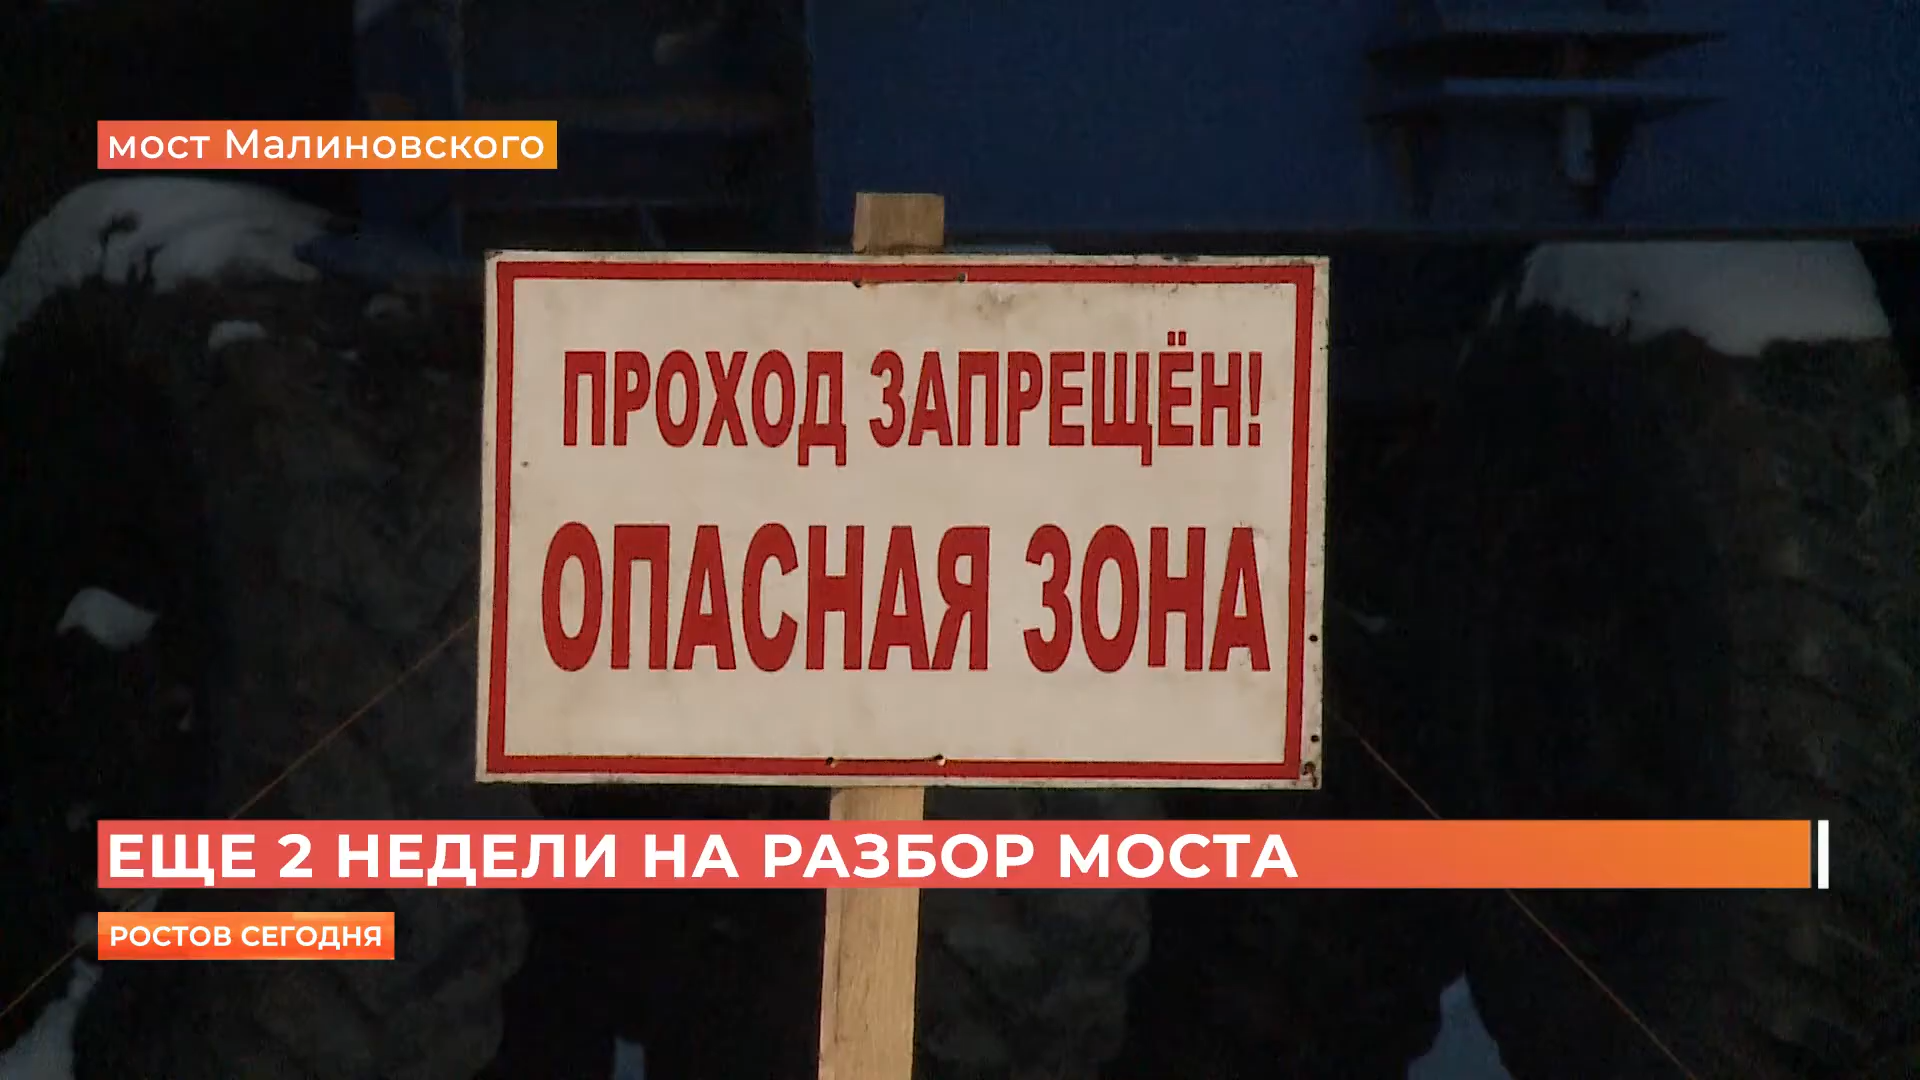 мост Малиновского
ПРОХОД ЗАПРЕЩЁН!
ОПАСНАЯ ЗОНА
ЕЩЕ 2 НЕДЕЛИ НА РАЗБОР МОСТА
РОСТОВ СЕГОДНЯ